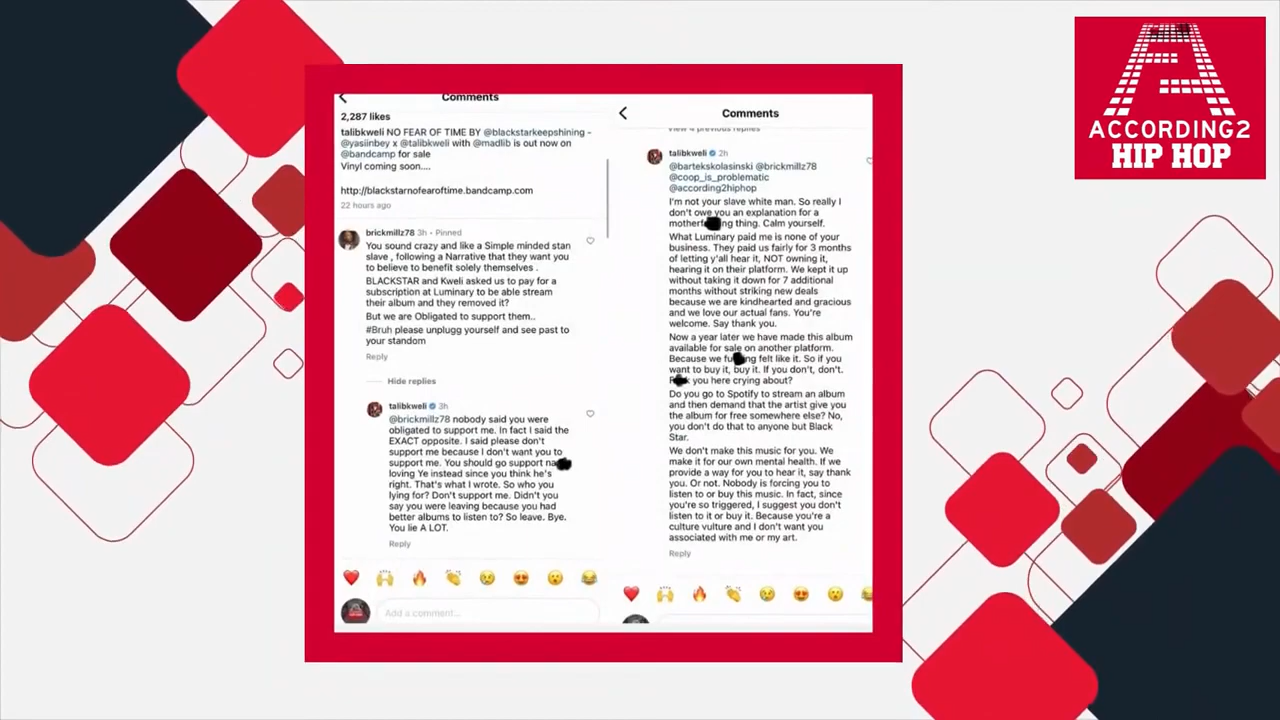 Comments
2,287 likes
talibkweli NO FEAR OF TIME BY @blackstarkeepshining -
@yasiinbey x @talibkweli with @madlib is out now on
@bandcamp for sale
Vinyl coming soon....
http://blackstarnofearoftime.bandcamp.com
22 hours ago
brickmillz78 3h • Pinned
You sound crazy and like a Simple minded stan
slave , following a Narrative that they want you
to believe to benefit solely themselves .
BLACKSTAR and Kweli asked us to pay for a
subscription at Luminary to be able stream
their album and they removed it?
But we are Obligated to support them..
#Bruh please unplugg yourself and see past to
your standom
Reply
Hide replies
talibkweli 3h
@brickmillz78 nobody said you were
obligated to support me. In fact I said the
EXACT opposite. I said please don't
support me because I don't want you to
support me. You should go support na
loving Ye instead since you think he's
right. That's what I wrote. So who you
lying for? Don't support me. Didn't you
say you were leaving because you had
better albums to listen to? So leave. Bye.
You lie A LOT.
Reply
Add a comment...
Comments
View 4 previous replies
talibkweli 2h
@bartekskolasinski @brickmillz78
@coop_is_problematic
@according2hiphop
I'm not your slave white man. So really I
don't owe you an explanation for a
motherf ng thing. Calm yourself.
What Luminary paid me is none of your
business. They paid us fairly for 3 months
of letting y'all hear it, NOT owning it,
hearing it on their platform. We kept it up
without taking it down for 7 additional
months without striking new deals
because we are kindhearted and gracious
and we love our actual fans. You're
welcome. Say thank you.
Now a year later we have made this album
available for sale on another platform.
Because we fu ng felt like it. So if you
want to buy it, buy it. If you don't, don't.
F k you here crying about?
Do you go to Spotify to stream an album
and then demand that the artist give you
the album for free somewhere else? No,
you don't do that to anyone but Black
Star.
We don't make this music for you. We
make it for our own mental health. If we
provide a way for you to hear it, say thank
you. Or not. Nobody is forcing you to
listen to or buy this music. In fact, since
you're so triggered, I suggest you don't
listen to it or buy it. Because you're a
culture vulture and I don't want you
associated with me or my art.
Reply
ACCORDING2
HIP HOP